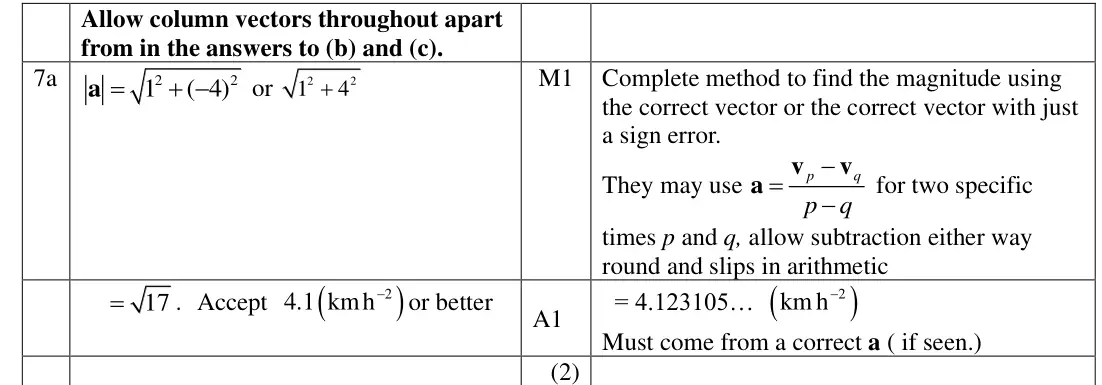 Allow column vectors throughout apart
from in the answers to (b) and (c).
7a
|a| = √(1² + (−4)²) or √(1² + 4²)
M1
Complete method to find the magnitude using
the correct vector or the correct vector with just
a sign error.
They may use a = (v_p − v_q)/(p − q) for two specific
times p and q, allow subtraction either way
round and slips in arithmetic
= √17 . Accept 4.1 (km h⁻²) or better
A1
= 4.123105… (km h⁻²)
Must come from a correct a ( if seen.)
(2)